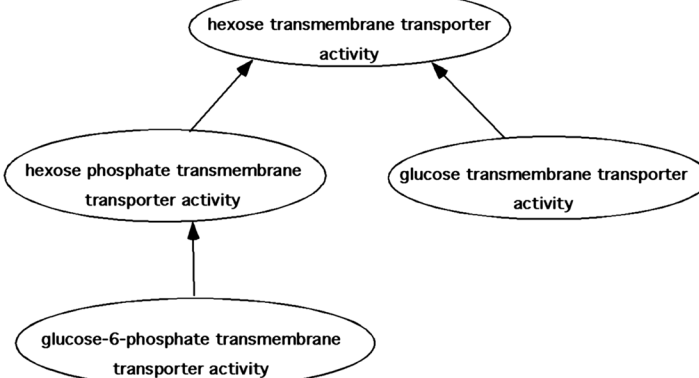 hexose transmembrane transporter
activity
hexose phosphate transmembrane
transporter activity
glucose transmembrane transporter
activity
glucose-6-phosphate transmembrane
transporter activity